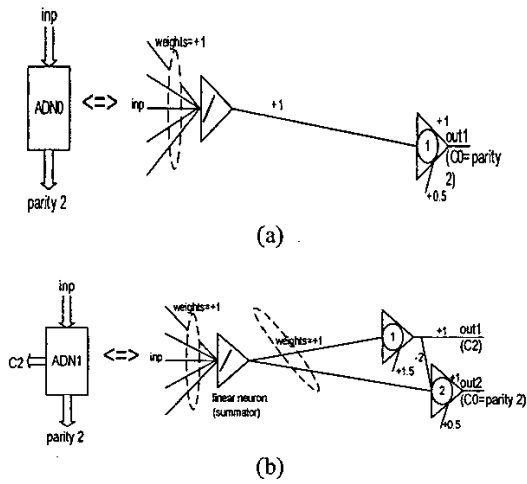 inp
ADN0
parity 2
<=>
weights=+1
inp
+1
1
+1
out1
(C0=parity
2)
+0.5
(a)
inp
C2
ADN1
parity 2
<=>
weights=+1
inp
linear neuron
(summator)
weights=+1
1
+1
out1
(C2)
+1.5
-2
2
+1
out2
(C0=parity 2)
+0.5
(b)